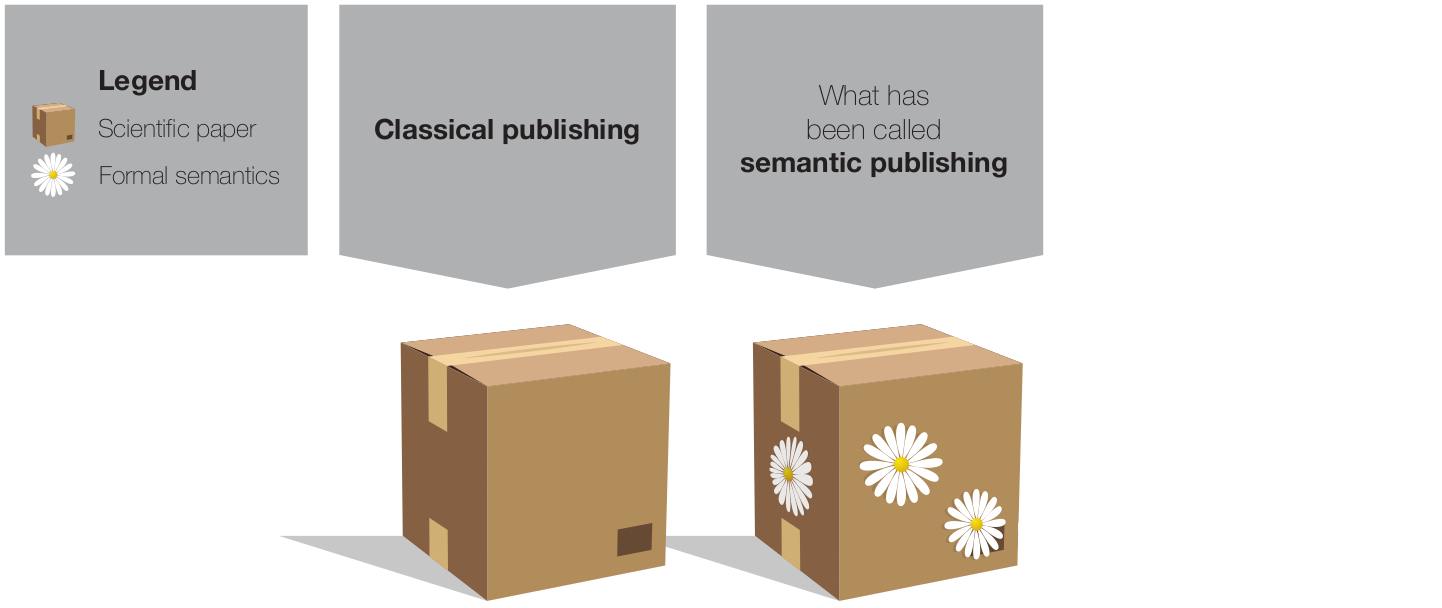 Legend
Scientific paper
Formal semantics
Classical publishing
What has
been called
semantic publishing